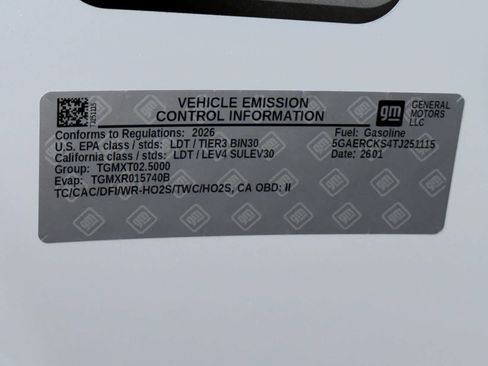 VEHICLE EMISSION
CONTROL INFORMATION
gm
GENERAL
MOTORS
LLC
Conforms to Regulations: 2026
Fuel: Gasoline
U.S. EPA class / stds: LDT / TIER3 BIN30
5GAERCKS4TJ251115
California class / stds: LDT / LEV4 SULEV30
Date: 2601
Group: TGMXT02.5000
Evap: TGMXR015740B
TC/CAC/DFI/WR-HO2S/TWC/HO2S, CA OBD: II
TJ251115